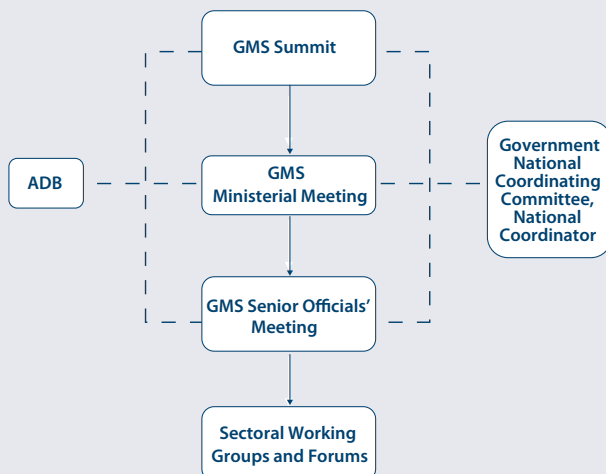 GMS Summit
ADB
GMS
Ministerial Meeting
Government
National
Coordinating
Committee,
National
Coordinator
GMS Senior Officials’
Meeting
Sectoral Working
Groups and Forums